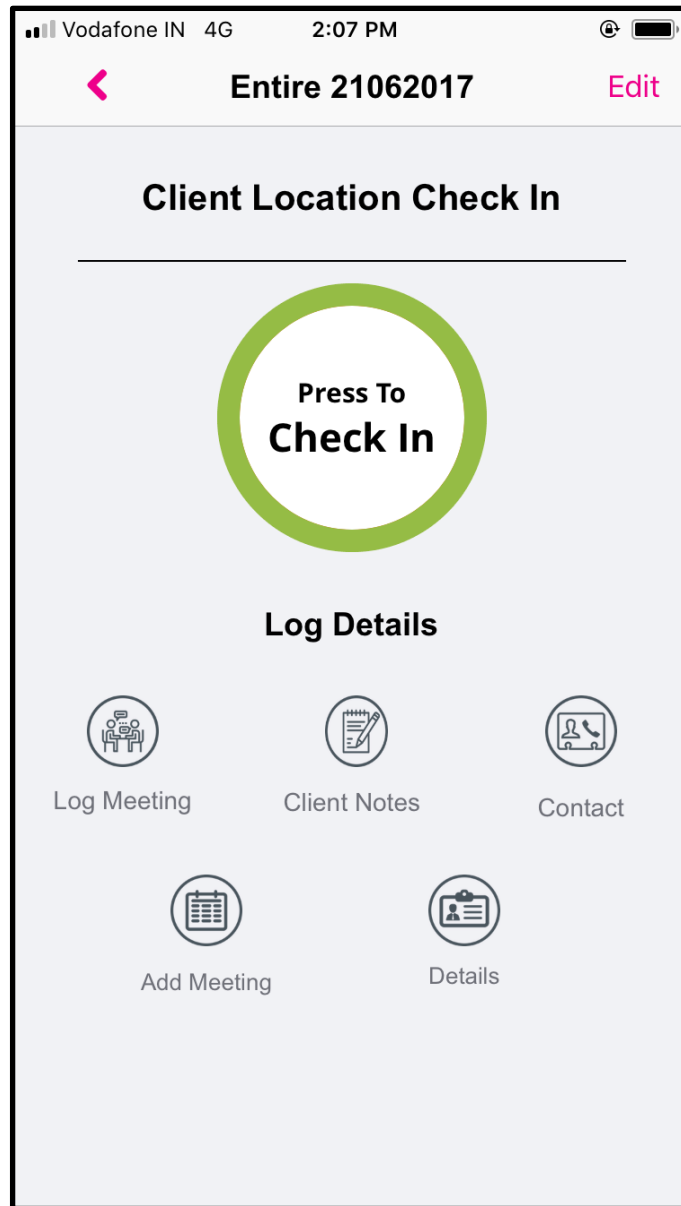 Vodafone IN 4G 2:07 PM
Entire 21062017 Edit
Client Location Check In
Press To
Check In
Log Details
Log Meeting Client Notes Contact
Add Meeting Details